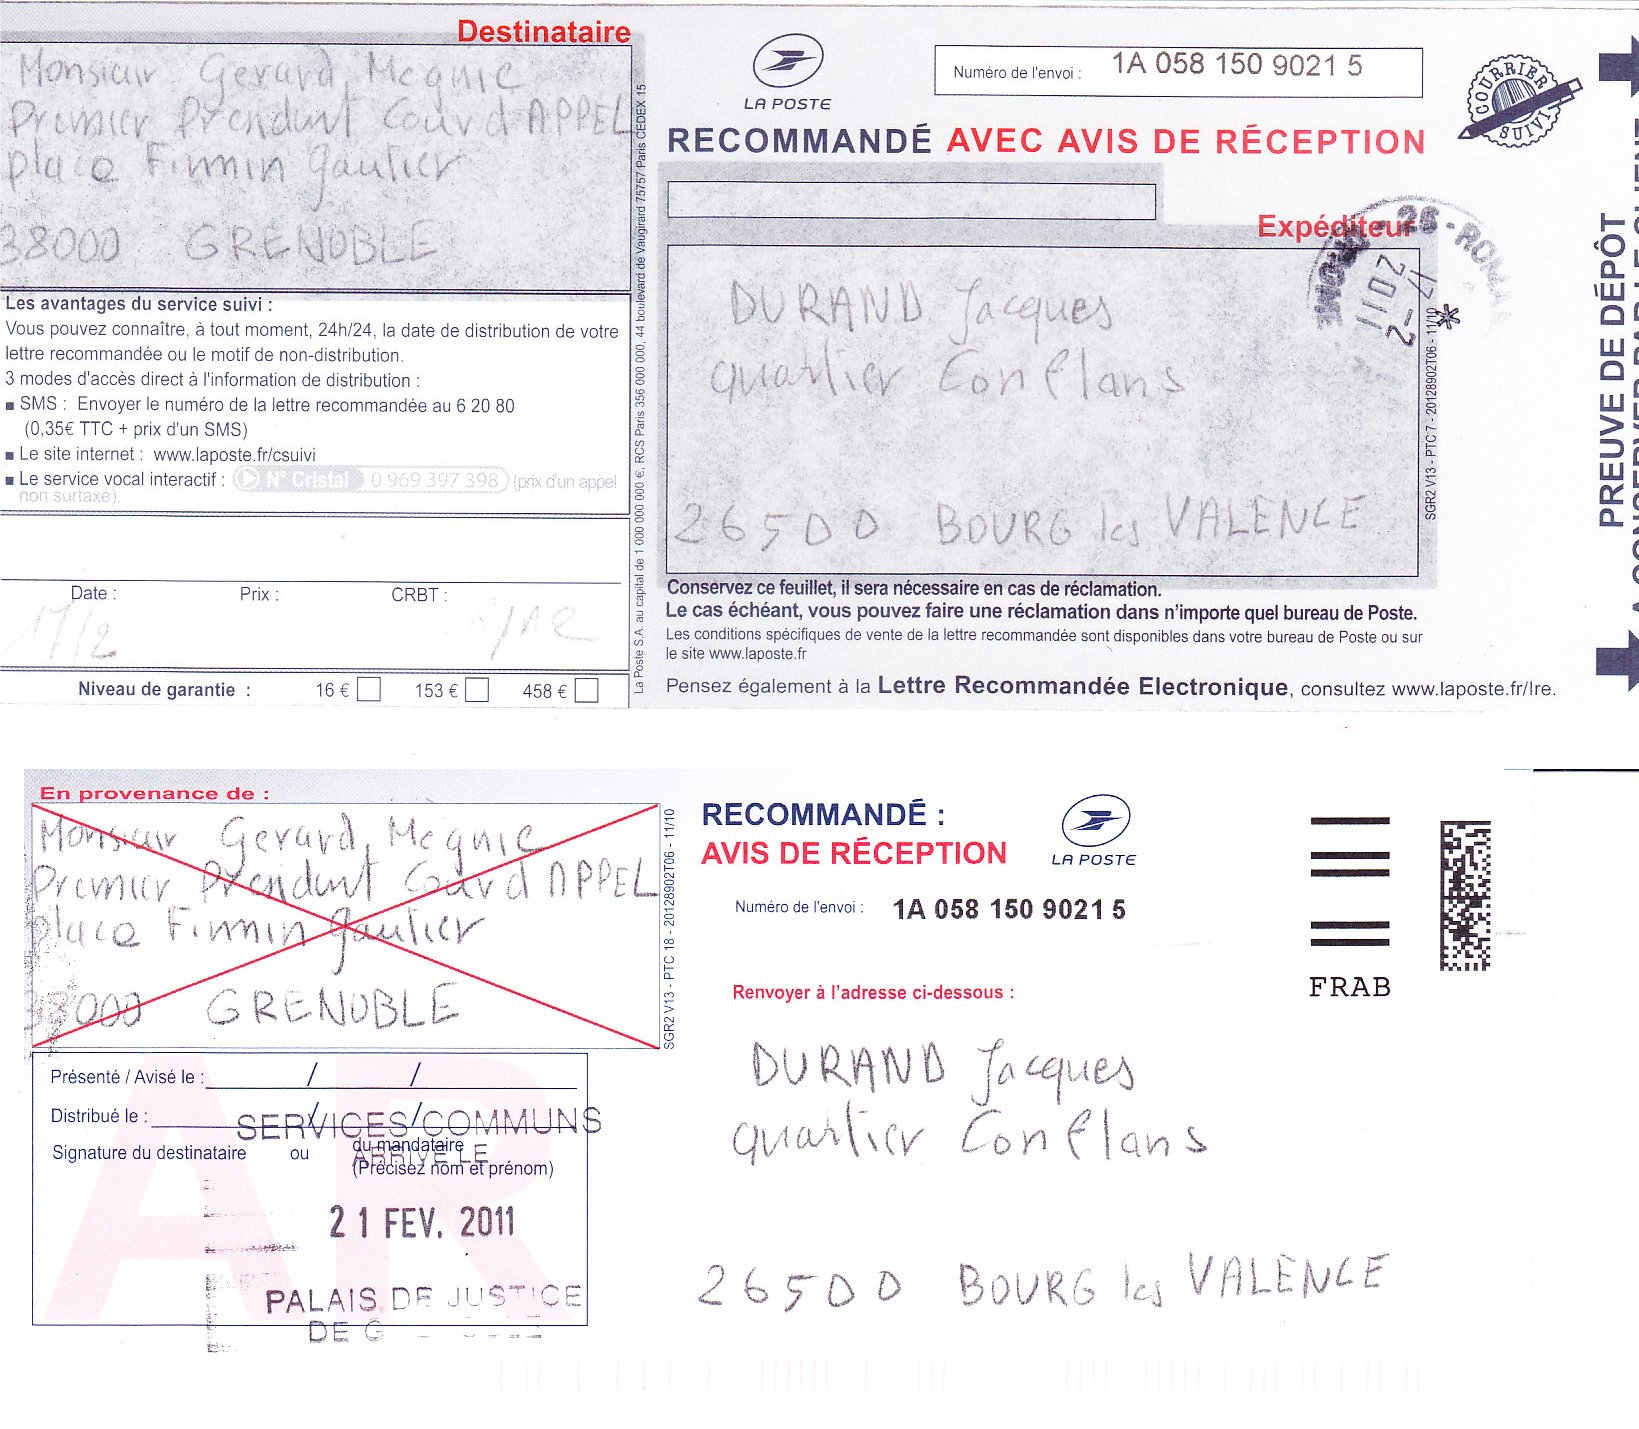 Destinataire
Monsieur Gerard Megnie
Premier President Cour d'APPEL
place Firmin gautier
38000 GRENOBLE
Les avantages du service suivi :
Vous pouvez connaître, à tout moment, 24h/24, la date de distribution de votre
lettre recommandée ou le motif de non-distribution.
3 modes d'accès direct à l'information de distribution :
■ SMS : Envoyer le numéro de la lettre recommandée au 6 20 80
(0,35€ TTC + prix d'un SMS)
■ Le site internet : www.laposte.fr/csuivi
■ Le service vocal interactif : N° Cristal 0 969 397 398 (prix d'un appel
non surtaxé).
Date : Prix : CRBT :
17/2
Niveau de garantie : 16 € 153 € 458 €
La Poste S.A. au capital de 1 000 000 000 €, RCS Paris 356 000 000, 44 boulevard de Vaugirard 75757 Paris CEDEX 15
LA POSTE
Numéro de l'envoi : 1A 058 150 9021 5
COURRIER SUIVI
RECOMMANDÉ AVEC AVIS DE RÉCEPTION
Expéditeur
26 - ROM
17-2
2011
DURAND Jacques
quartier Conflans
26500 BOURG les VALENCE
SGR2 V13 - PTC 7 - 20128902T06 - 11/10
Conservez ce feuillet, il sera nécessaire en cas de réclamation.
Le cas échéant, vous pouvez faire une réclamation dans n'importe quel bureau de Poste.
Les conditions spécifiques de vente de la lettre recommandée sont disponibles dans votre bureau de Poste ou sur
le site www.laposte.fr
Pensez également à la Lettre Recommandée Electronique, consultez www.laposte.fr/lre.
PREUVE DE DÉPÔT
A CONSERVER PAR LE CLIENT
En provenance de :
Monsieur Gerard Megnie
Premier President Cour d'APPEL
place Firmin gautier
38000 GRENOBLE
SGR2 V13 - PTC 18 - 20128902T06 - 11/10
RECOMMANDÉ :
AVIS DE RÉCEPTION
LA POSTE
Numéro de l'envoi : 1A 058 150 9021 5
FRAB
Renvoyer à l'adresse ci-dessous :
DURAND Jacques
quartier Conflans
26500 BOURG les VALENCE
AR
Présenté / Avisé le : / /
Distribué le : / /
Signature du destinataire ou du mandataire
(Précisez nom et prénom)
SERVICES COMMUNS
ARRIVE LE
21 FEV. 2011
PALAIS DE JUSTICE
DE G